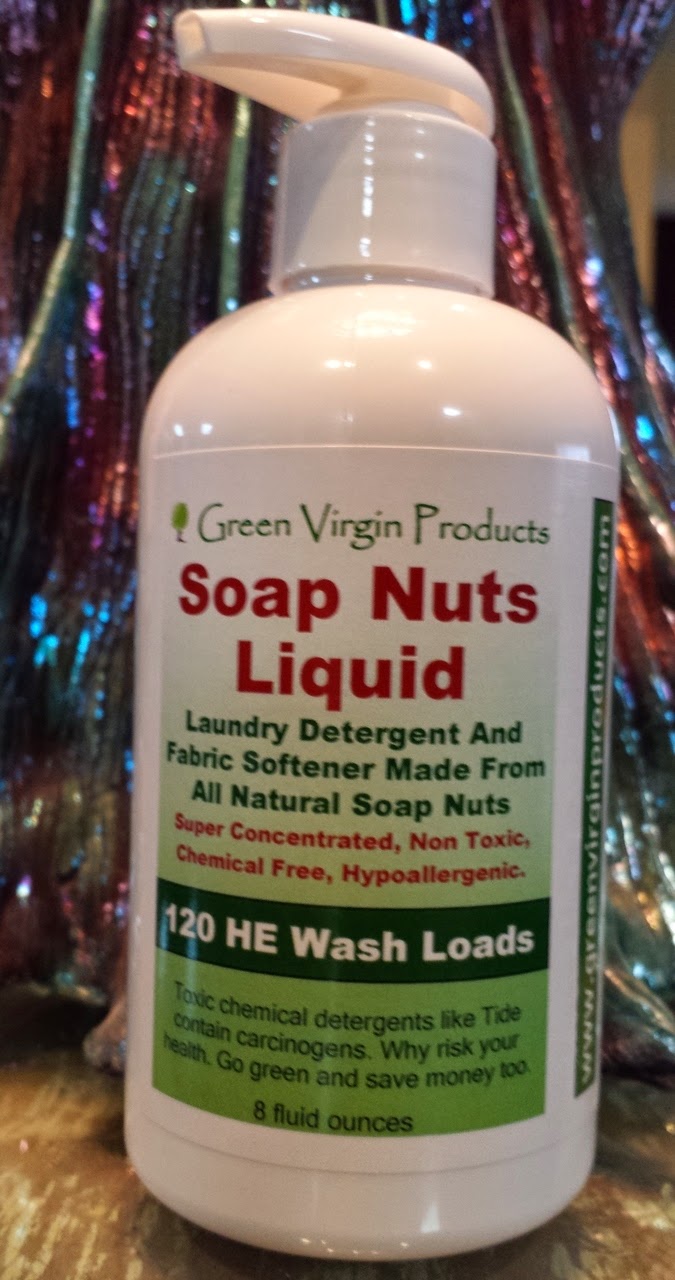 Green Virgin Products
Soap Nuts
Liquid
Laundry Detergent And
Fabric Softener Made From
All Natural Soap Nuts
Super Concentrated, Non Toxic,
Chemical Free, Hypoallergenic.
120 HE Wash Loads
Toxic chemical detergents like Tide
contain carcinogens. Why risk your
health. Go green and save money too.
8 fluid ounces
www.greenvirginproducts.com